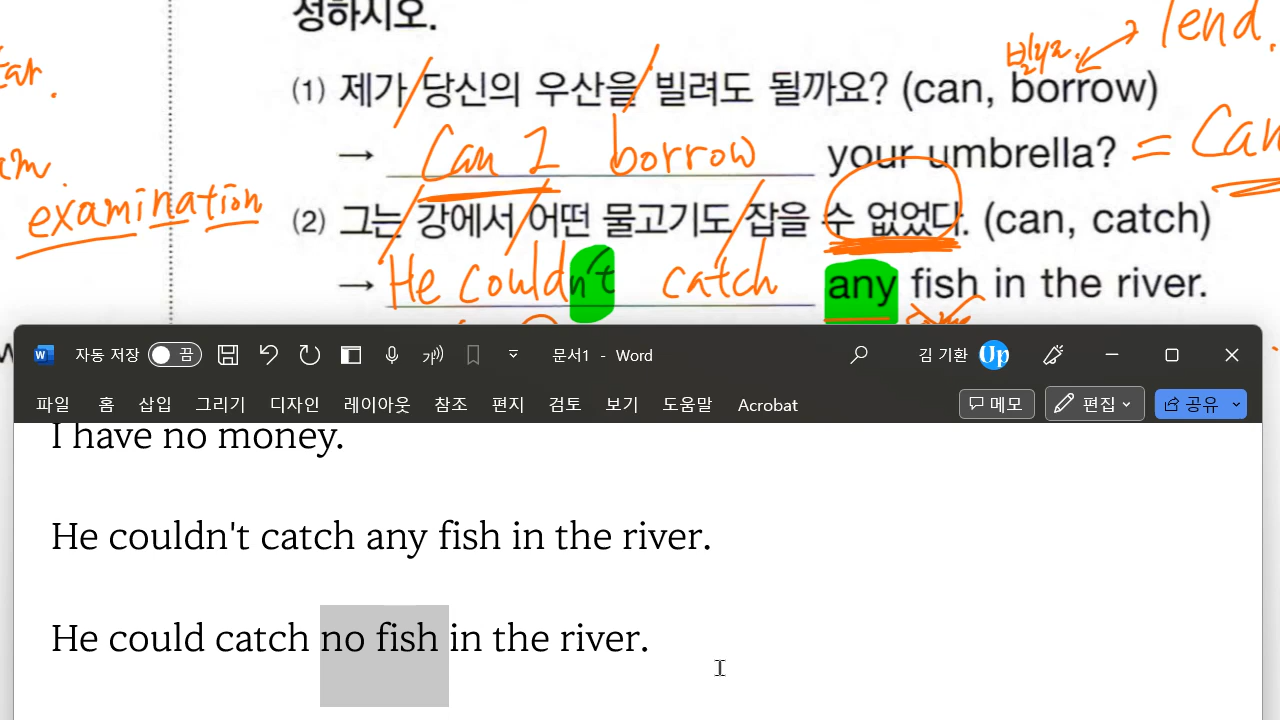 성하시오.
lend.
빌리고.
(1) 제가 당신의 우산을 빌려도 될까요? (can, borrow)
→ Can I borrow your umbrella? = Can
examination
(2) 그는 강에서 어떤 물고기도 잡을 수 없었다. (can, catch)
→ He couldn't catch any fish in the river.
자동 저장 끔 가)) 문서1 - Word 김 기환 Up
파일 홈 삽입 그리기 디자인 레이아웃 참조 편지 검토 보기 도움말 Acrobat 메모 편집 공유
I have no money.
He couldn't catch any fish in the river.
He could catch no fish in the river.